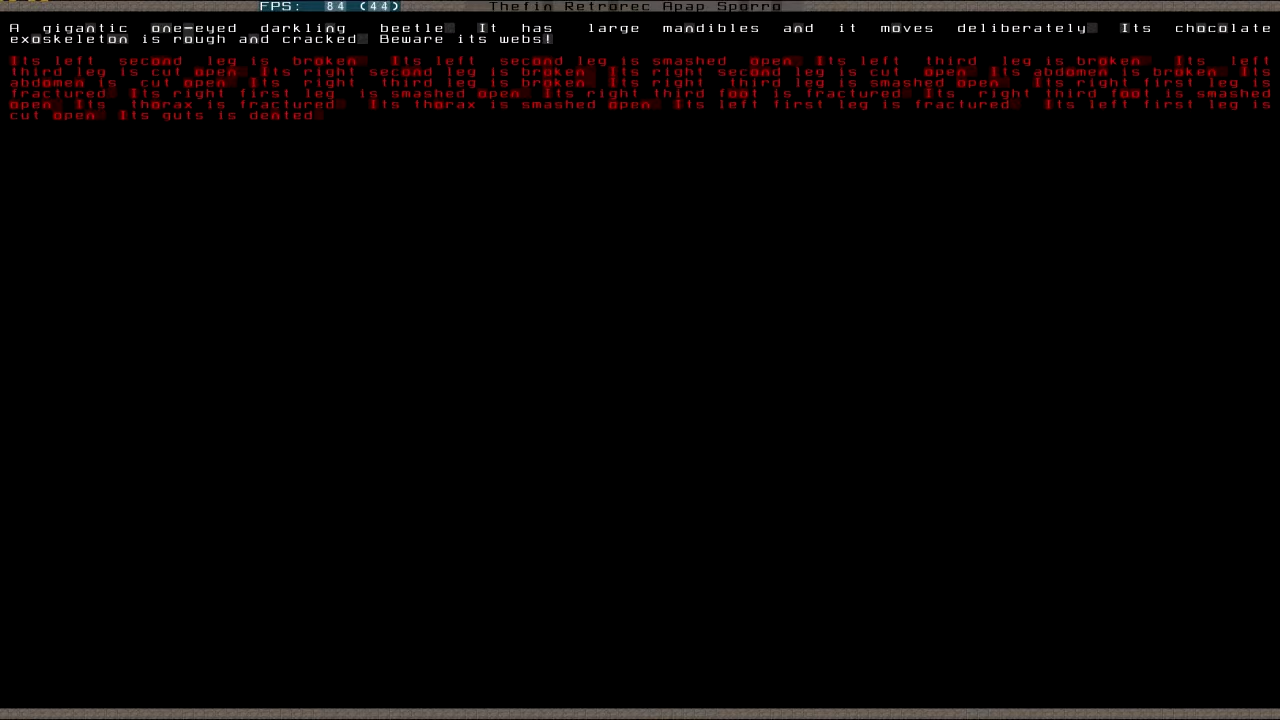 FPS: 84 (44) Thefin Retrorec Apap Sporro
A gigantic one-eyed darkling beetle. It has large mandibles and it moves deliberately. Its chocolate
exoskeleton is rough and cracked. Beware its webs!
Its left second leg is broken. Its left second leg is smashed open. Its left third leg is broken. Its left
third leg is cut open. Its right second leg is broken. Its right second leg is cut open. Its abdomen is broken. Its
abdomen is cut open. Its right third leg is broken. Its right third leg is smashed open. Its right first leg is
fractured. Its right first leg is smashed open. Its right third foot is fractured. Its right third foot is smashed
open. Its thorax is fractured. Its thorax is smashed open. Its left first leg is fractured. Its left first leg is
cut open. Its guts is dented.